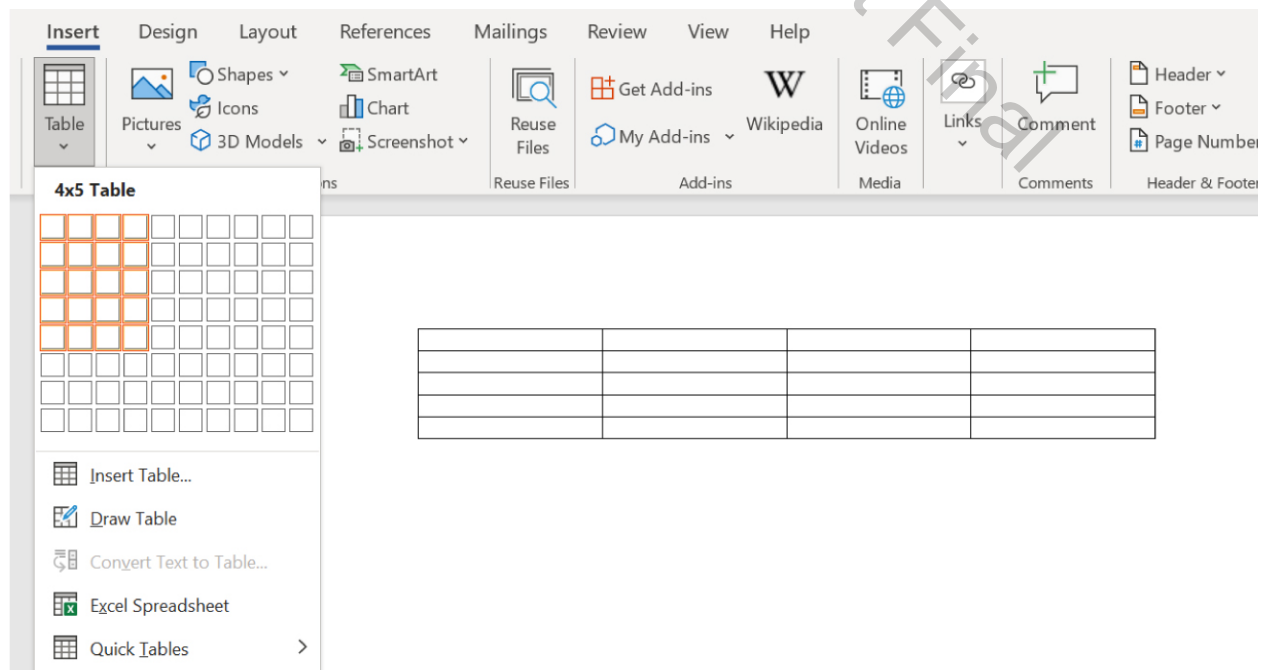 Insert Design Layout References Mailings Review View Help
Table
Pictures
Shapes
Icons
3D Models
SmartArt
Chart
Screenshot
Reuse
Files
Get Add-ins
My Add-ins
Wikipedia
Online
Videos
Links
Comment
Header
Footer
Page Number
ns
Reuse Files
Add-ins
Media
Comments
Header & Footer
Final
4x5 Table
Insert Table...
Draw Table
Convert Text to Table...
Excel Spreadsheet
Quick Tables